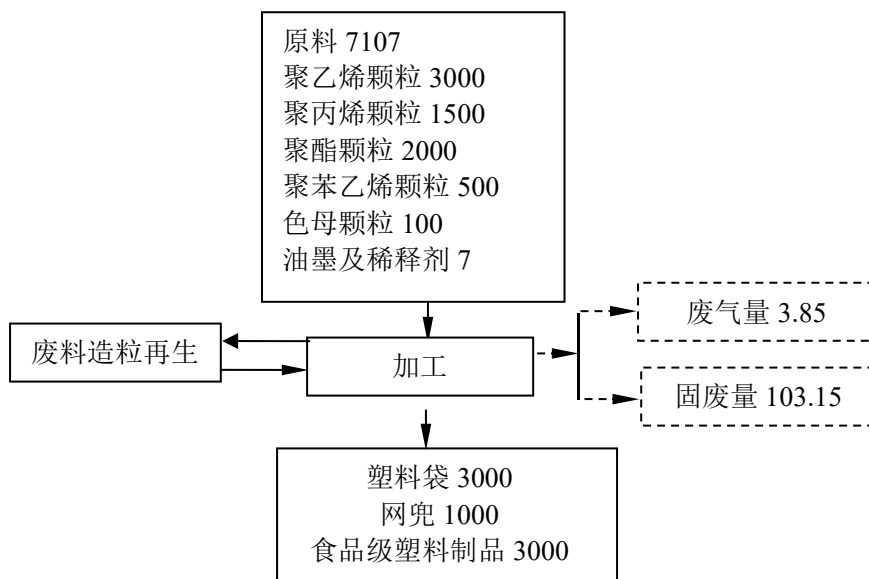 原料 7107
聚乙烯颗粒 3000
聚丙烯颗粒 1500
聚酯颗粒 2000
聚苯乙烯颗粒 500
色母颗粒 100
油墨及稀释剂 7
废气量 3.85
废料造粒再生
加工
固废量 103.15
塑料袋 3000
网兜 1000
食品级塑料制品 3000